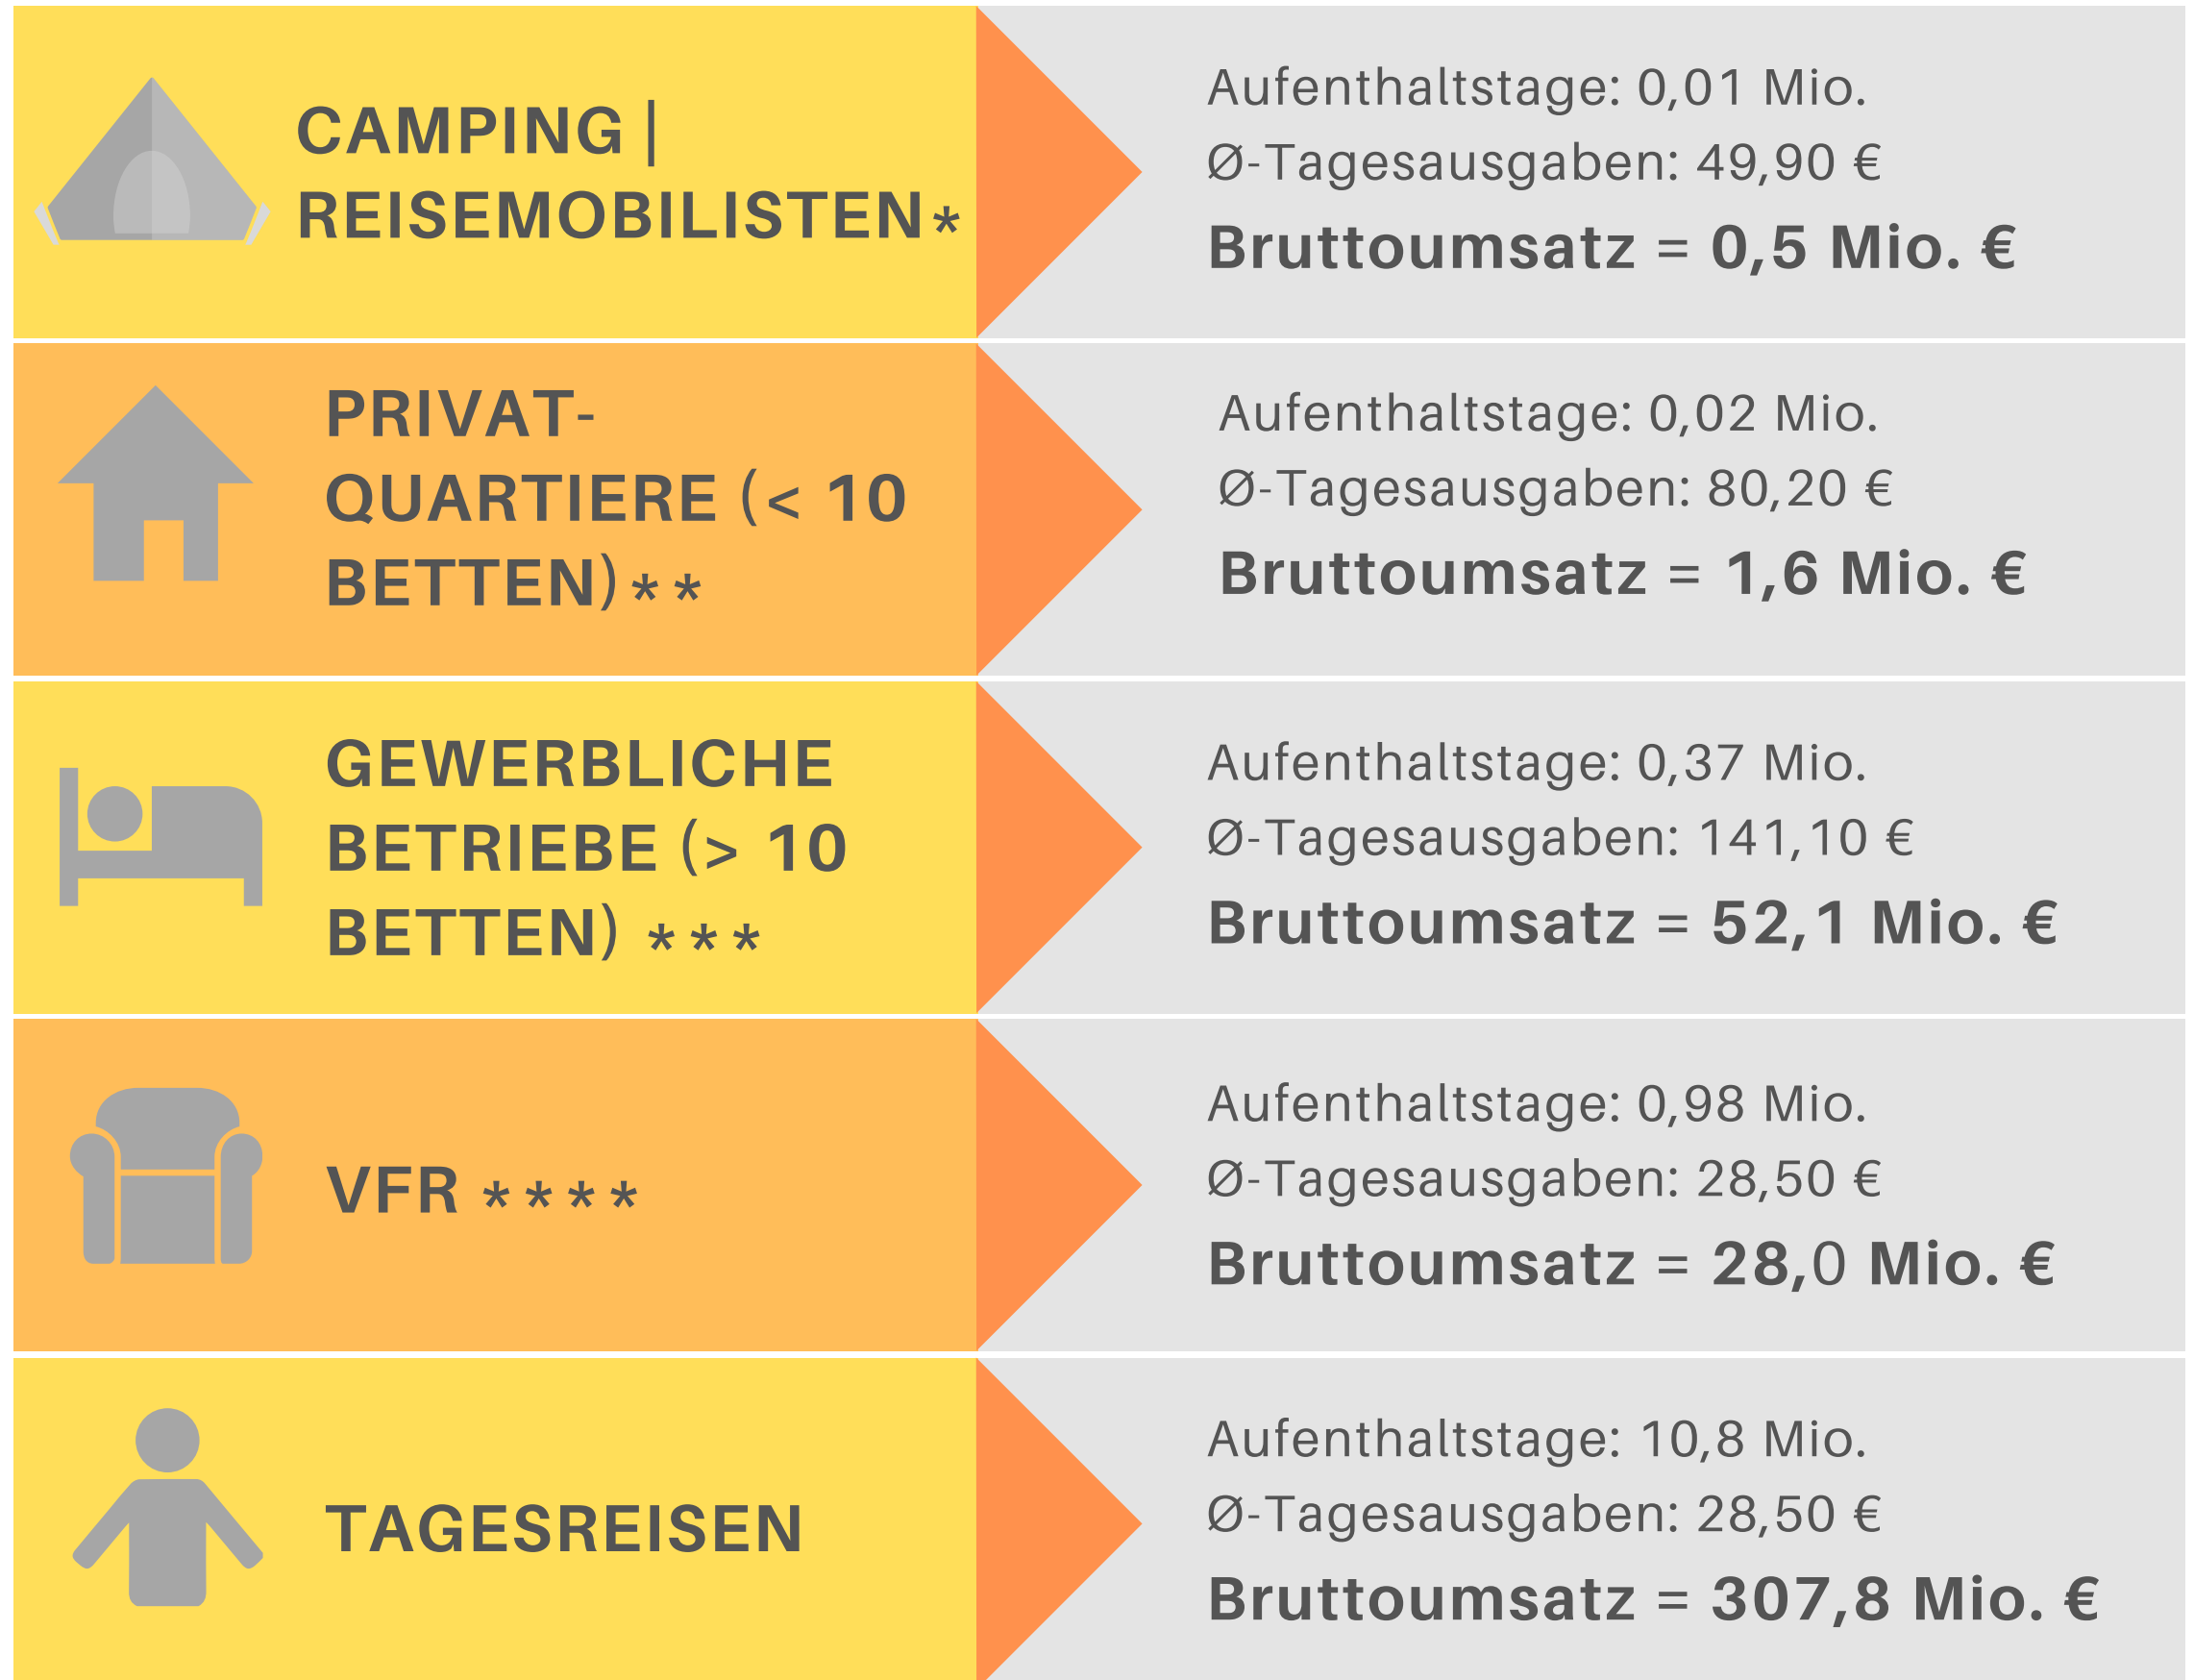 CAMPING |
REISEMOBILISTEN*
Aufenthaltstage: 0,01 Mio.
Ø-Tagesausgaben: 49,90 €
Bruttoumsatz = 0,5 Mio. €
PRIVAT-
QUARTIERE (< 10
BETTEN)**
Aufenthaltstage: 0,02 Mio.
Ø-Tagesausgaben: 80,20 €
Bruttoumsatz = 1,6 Mio. €
GEWERBLICHE
BETRIEBE (> 10
BETTEN) ***
Aufenthaltstage: 0,37 Mio.
Ø-Tagesausgaben: 141,10 €
Bruttoumsatz = 52,1 Mio. €
VFR ****
Aufenthaltstage: 0,98 Mio.
Ø-Tagesausgaben: 28,50 €
Bruttoumsatz = 28,0 Mio. €
TAGESREISEN
Aufenthaltstage: 10,8 Mio.
Ø-Tagesausgaben: 28,50 €
Bruttoumsatz = 307,8 Mio. €